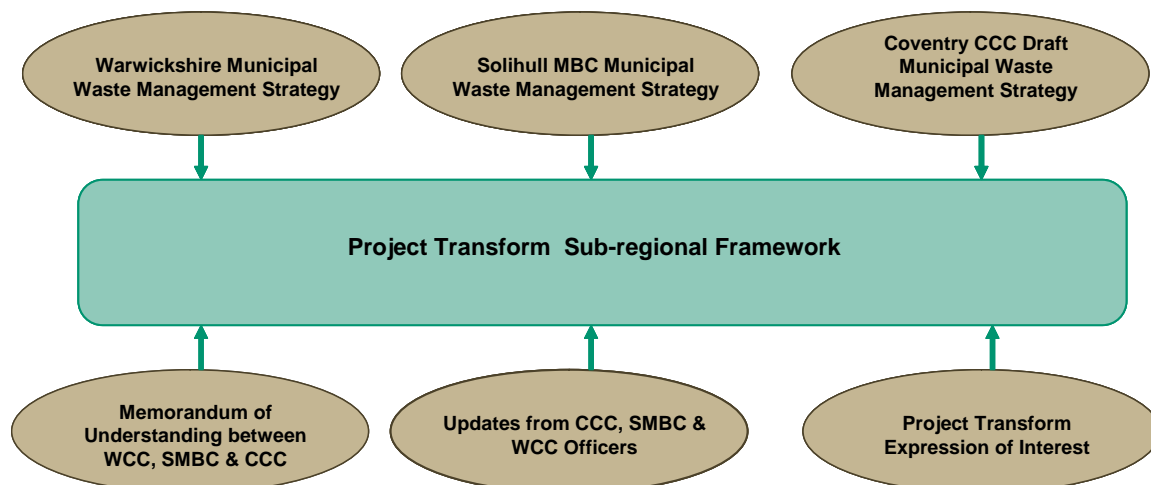 Warwickshire Municipal
Waste Management Strategy
Solihull MBC Municipal
Waste Management Strategy
Coventry CCC Draft
Municipal Waste
Management Strategy
Project Transform  Sub-regional Framework
Memorandum of
Understanding between
WCC, SMBC & CCC
Updates from CCC, SMBC &
WCC Officers
Project Transform
Expression of Interest